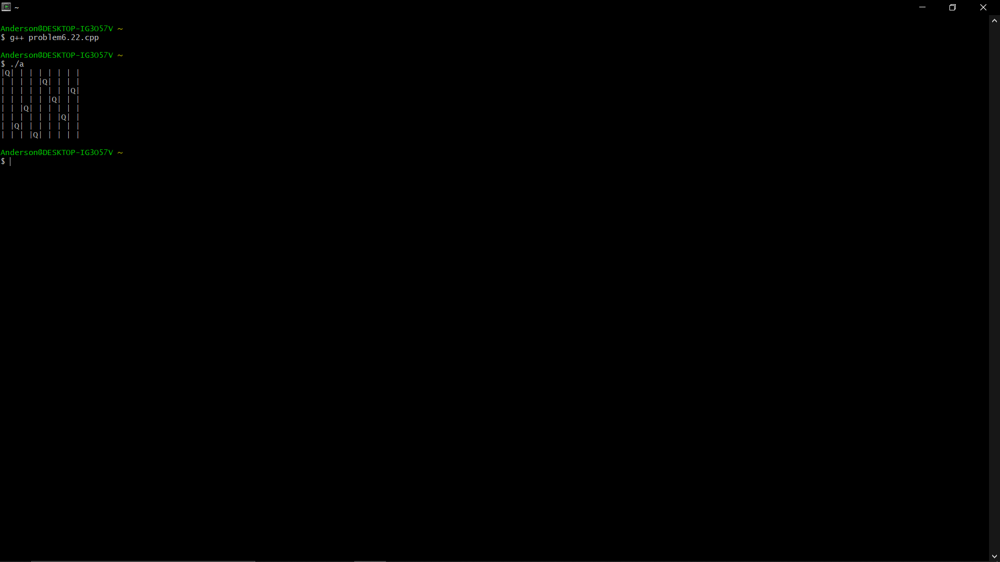 ~
Anderson@DESKTOP-IG3O57V ~
$ g++ problem6.22.cpp
Anderson@DESKTOP-IG3O57V ~
$ ./a
|Q| | | | | | | |
| | | | |Q| | | |
| | | | | | | |Q|
| | | | | |Q| | |
| | |Q| | | | | |
| | | | | | |Q| |
| |Q| | | | | | |
| | | |Q| | | | |
Anderson@DESKTOP-IG3O57V ~
$